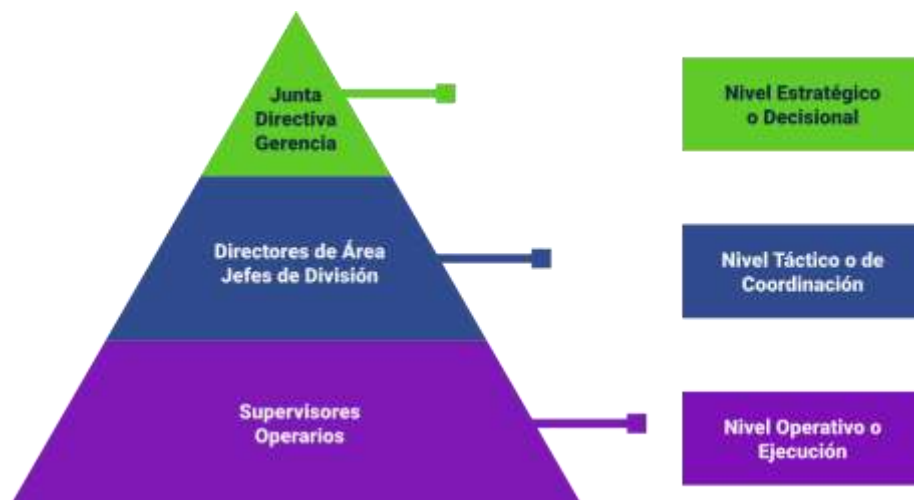 Junta
Directiva
Gerencia
Nivel Estratégico
o Decisional
Directores de Área
Jefes de División
Nivel Táctico o de
Coordinación
Supervisores
Operarios
Nivel Operativo o
Ejecución